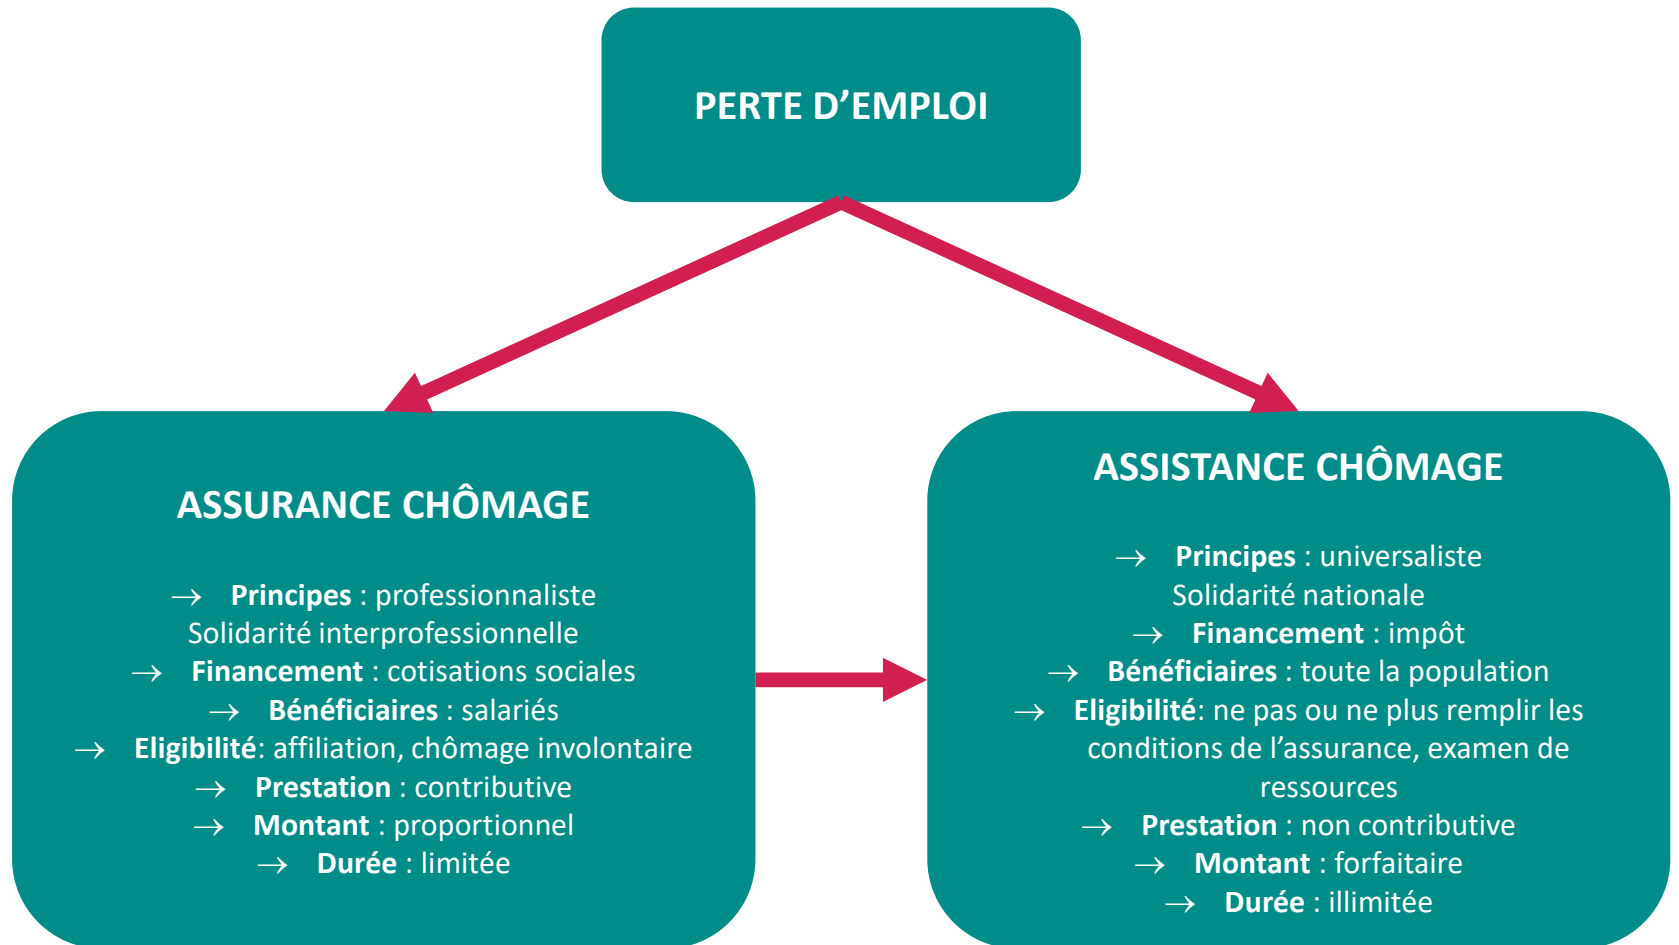 PERTE D’EMPLOI
ASSURANCE CHÔMAGE
→ Principes : professionnaliste
Solidarité interprofessionnelle
→ Financement : cotisations sociales
→ Bénéficiaires : salariés
→ Eligibilité: affiliation, chômage involontaire
→ Prestation : contributive
→ Montant : proportionnel
→ Durée : limitée
ASSISTANCE CHÔMAGE
→ Principes : universaliste
Solidarité nationale
→ Financement : impôt
→ Bénéficiaires : toute la population
→ Eligibilité: ne pas ou ne plus remplir les
conditions de l’assurance, examen de
ressources
→ Prestation : non contributive
→ Montant : forfaitaire
→ Durée : illimitée